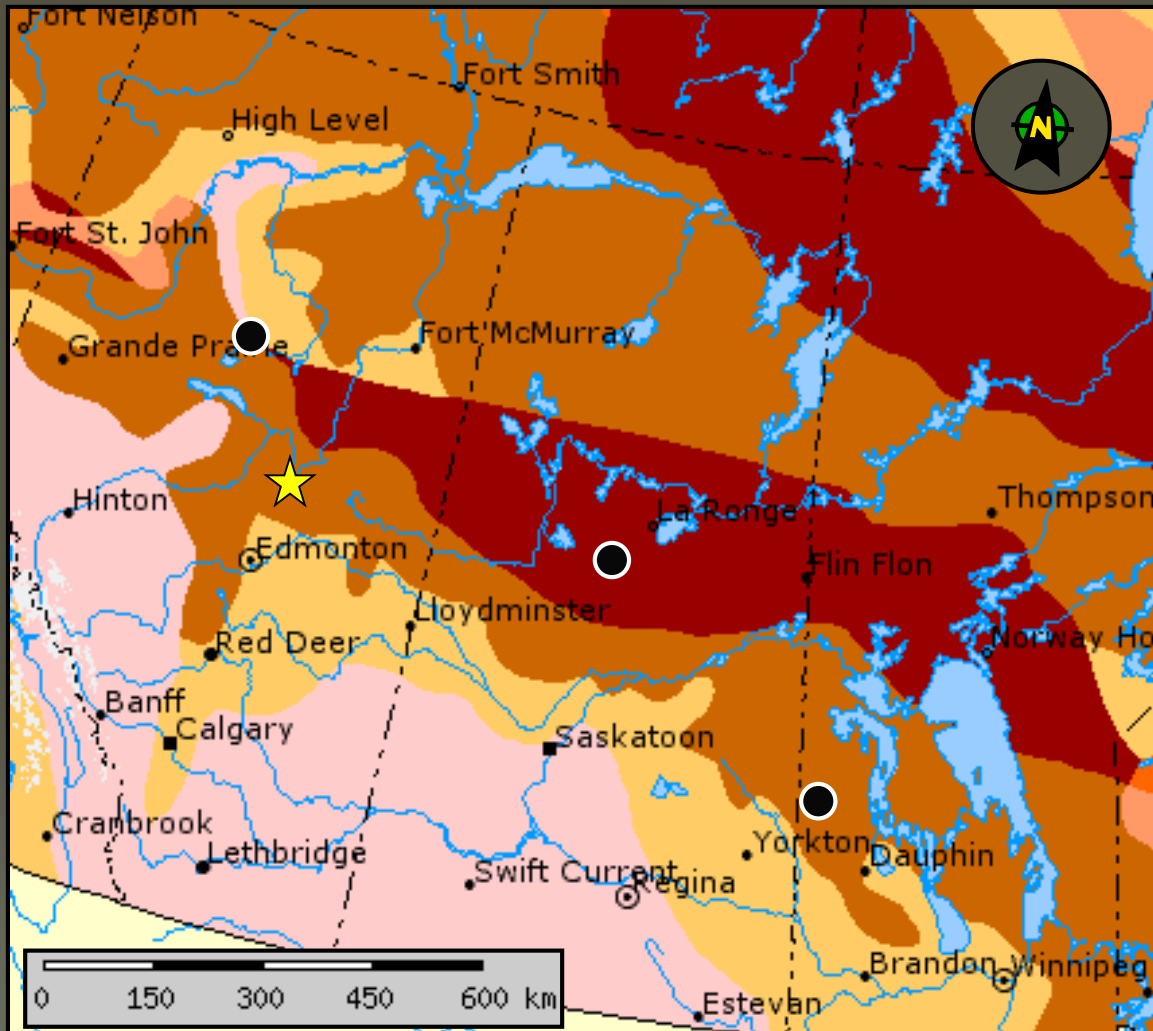 Fort Nelson
Fort Smith
High Level
N
Fort St. John
Fort McMurray
Grande Prairie
Hinton
Thompson
La Ronge
Edmonton
Flin Flon
Lloydminster
Red Deer
Norway Ho
Banff
Calgary
Saskatoon
Cranbrook
Yorkton
Dauphin
Lethbridge
Swift Current
Regina
Brandon
Winnipeg
0 150 300 450 600 km
Estevan